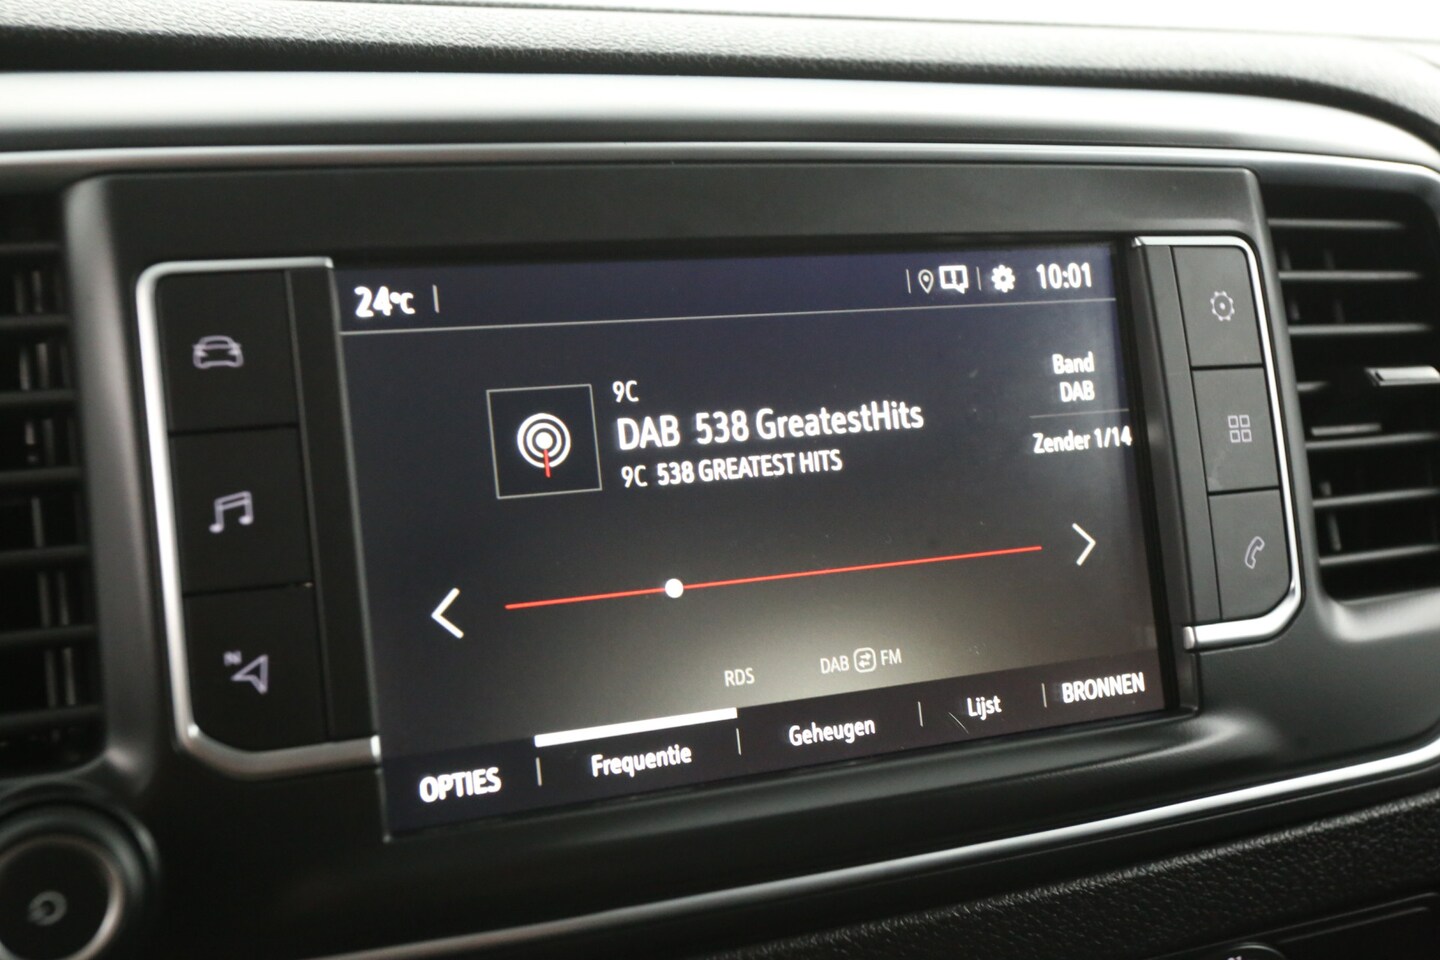 24°C
10:01
9C
DAB 538 GreatestHits
9C 538 GREATEST HITS
Band
DAB
Zender 1/14
N
RDS
DAB FM
OPTIES
Frequentie
Geheugen
Lijst
BRONNEN